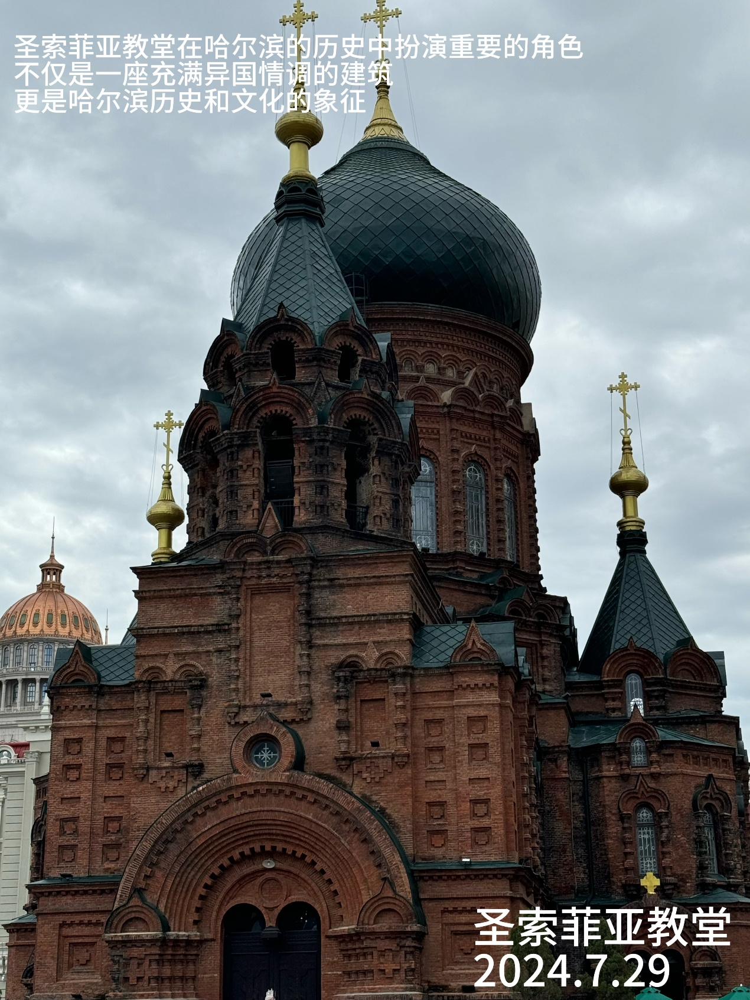 圣索菲亚教堂在哈尔滨的历史中扮演重要的角色
不仅是一座充满异国情调的建筑
更是哈尔滨历史和文化的象征
圣索菲亚教堂
2024.7.29